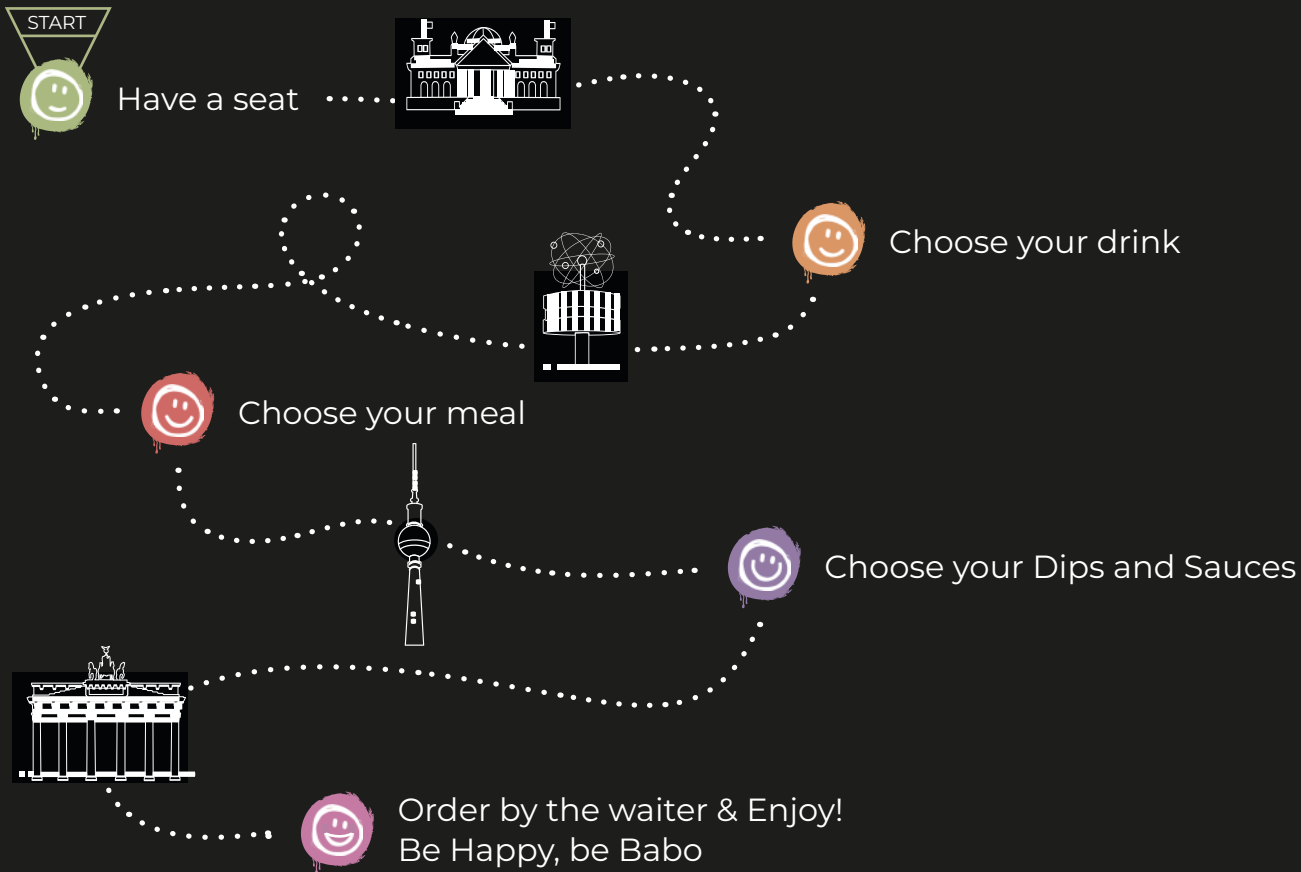 START
Have a seat
Choose your drink
Choose your meal
Choose your Dips and Sauces
Order by the waiter & Enjoy!
Be Happy, be Babo